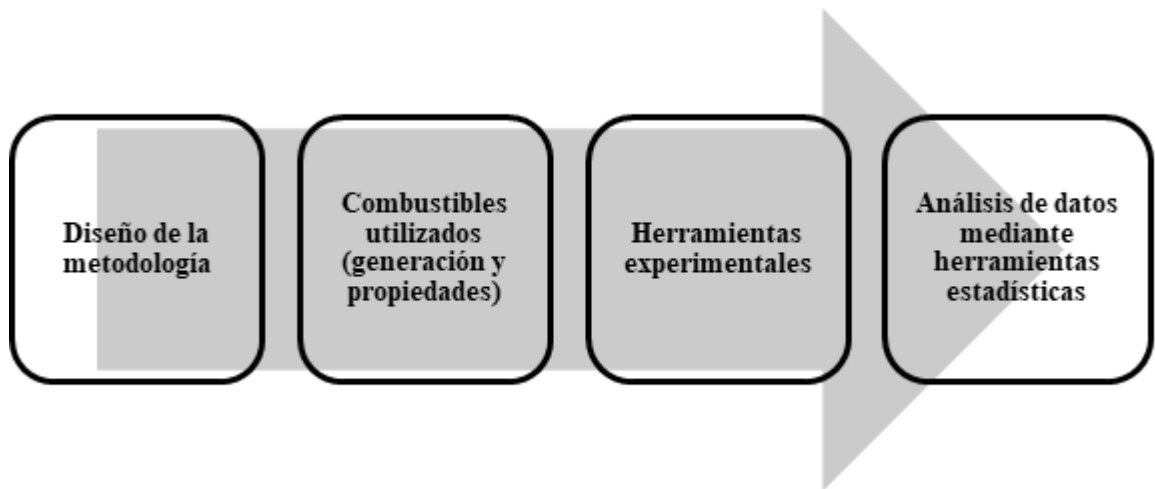 Diseño de la
metodología
Combustibles
utilizados
(generación y
propiedades)
Herramientas
experimentales
Análisis de datos
mediante
herramientas
estadísticas